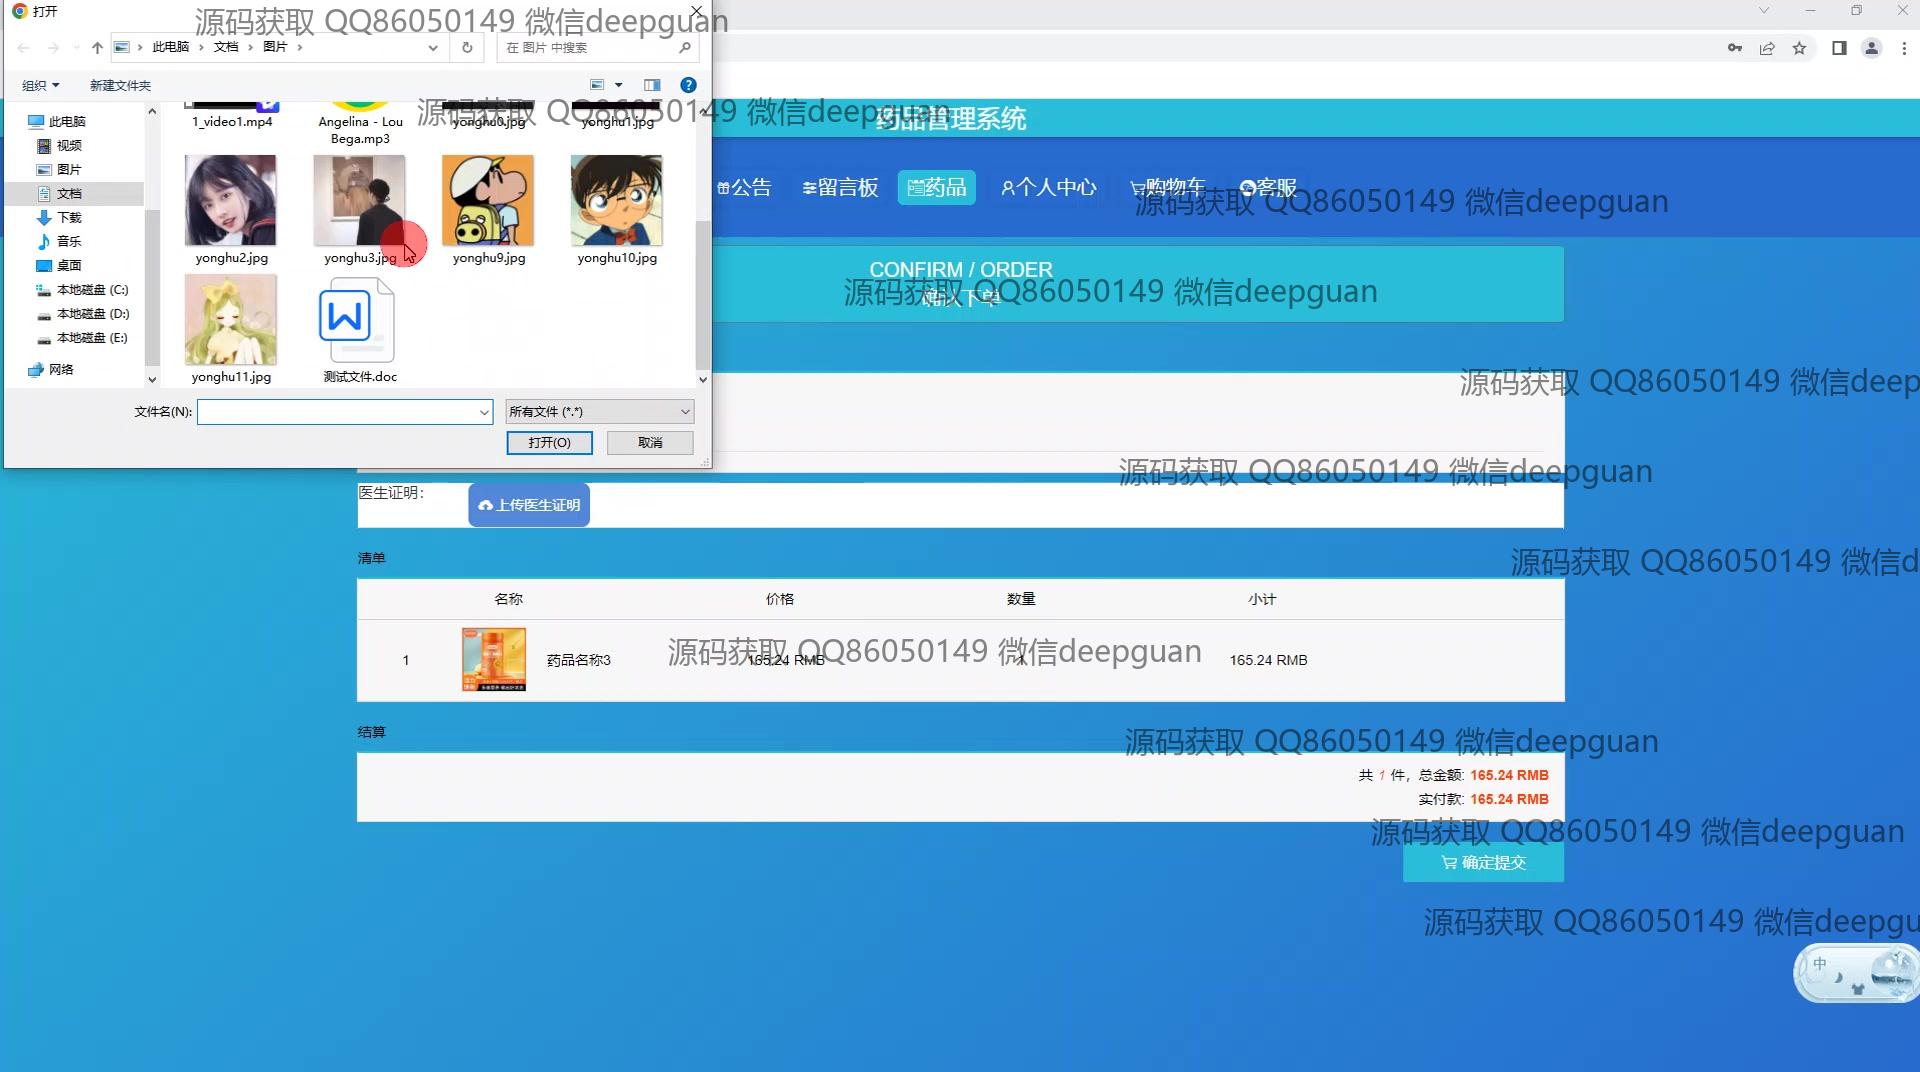 打开
源码获取 QQ86050149 微信deepguan
此电脑 > 文档 > 图片 >
在 图片 中搜索
组织
新建文件夹
此电脑
视频
图片
文档
下载
音乐
桌面
本地磁盘 (C:)
本地磁盘 (D:)
本地磁盘 (E:)
网络
1_video1.mp4
Angelina - Lou Bega.mp3
yonghu0.jpg
yonghu1.jpg
源码获取 QQ86050149 微信deepguan
yonghu2.jpg
yonghu3.jpg
yonghu9.jpg
yonghu10.jpg
yonghu11.jpg
测试文件.doc
文件名(N):
所有文件 (*.*)
打开(O)
取消
药品管理系统
公告
留言板
药品
个人中心
购物车
客服
源码获取 QQ86050149 微信deepguan
CONFIRM / ORDER
确认下单
源码获取 QQ86050149 微信deepguan
源码获取 QQ86050149 微信deep
源码获取 QQ86050149 微信deepguan
医生证明:
上传医生证明
清单
源码获取 QQ86050149 微信d
名称
价格
数量
小计
1
药品名称3
165.24 RMB
1
165.24 RMB
源码获取 QQ86050149 微信deepguan
结算
源码获取 QQ86050149 微信deepguan
共 1 件，总金额: 165.24 RMB
实付款: 165.24 RMB
源码获取 QQ86050149 微信deepguan
确定提交
源码获取 QQ86050149 微信deepgu
中